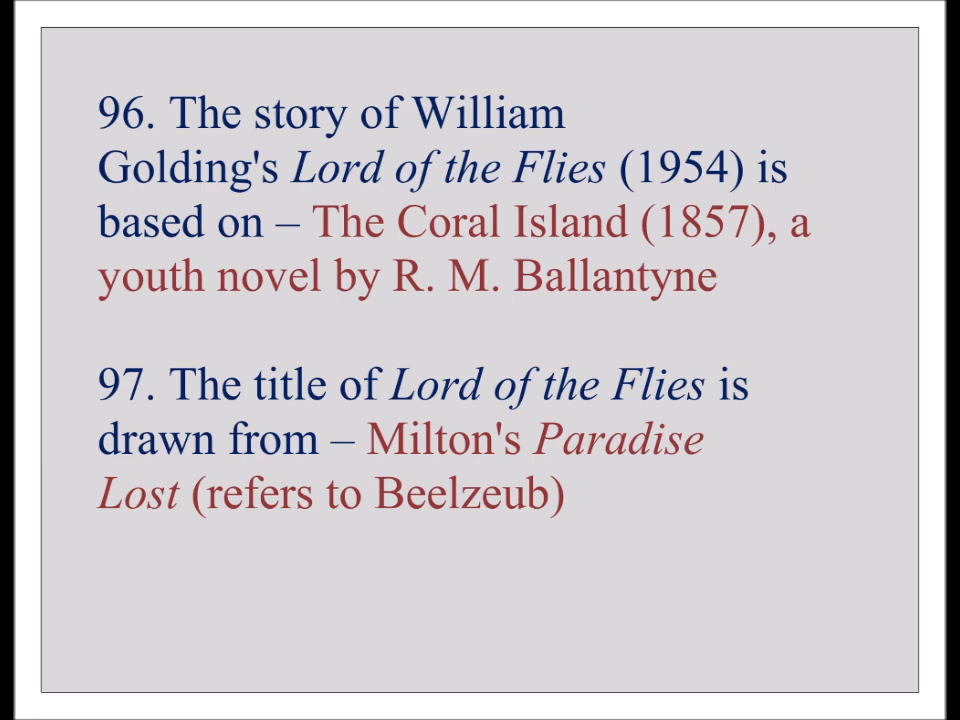 96. The story of William
Golding's Lord of the Flies (1954) is
based on – The Coral Island (1857), a
youth novel by R. M. Ballantyne
97. The title of Lord of the Flies is
drawn from – Milton's Paradise
Lost (refers to Beelzeub)